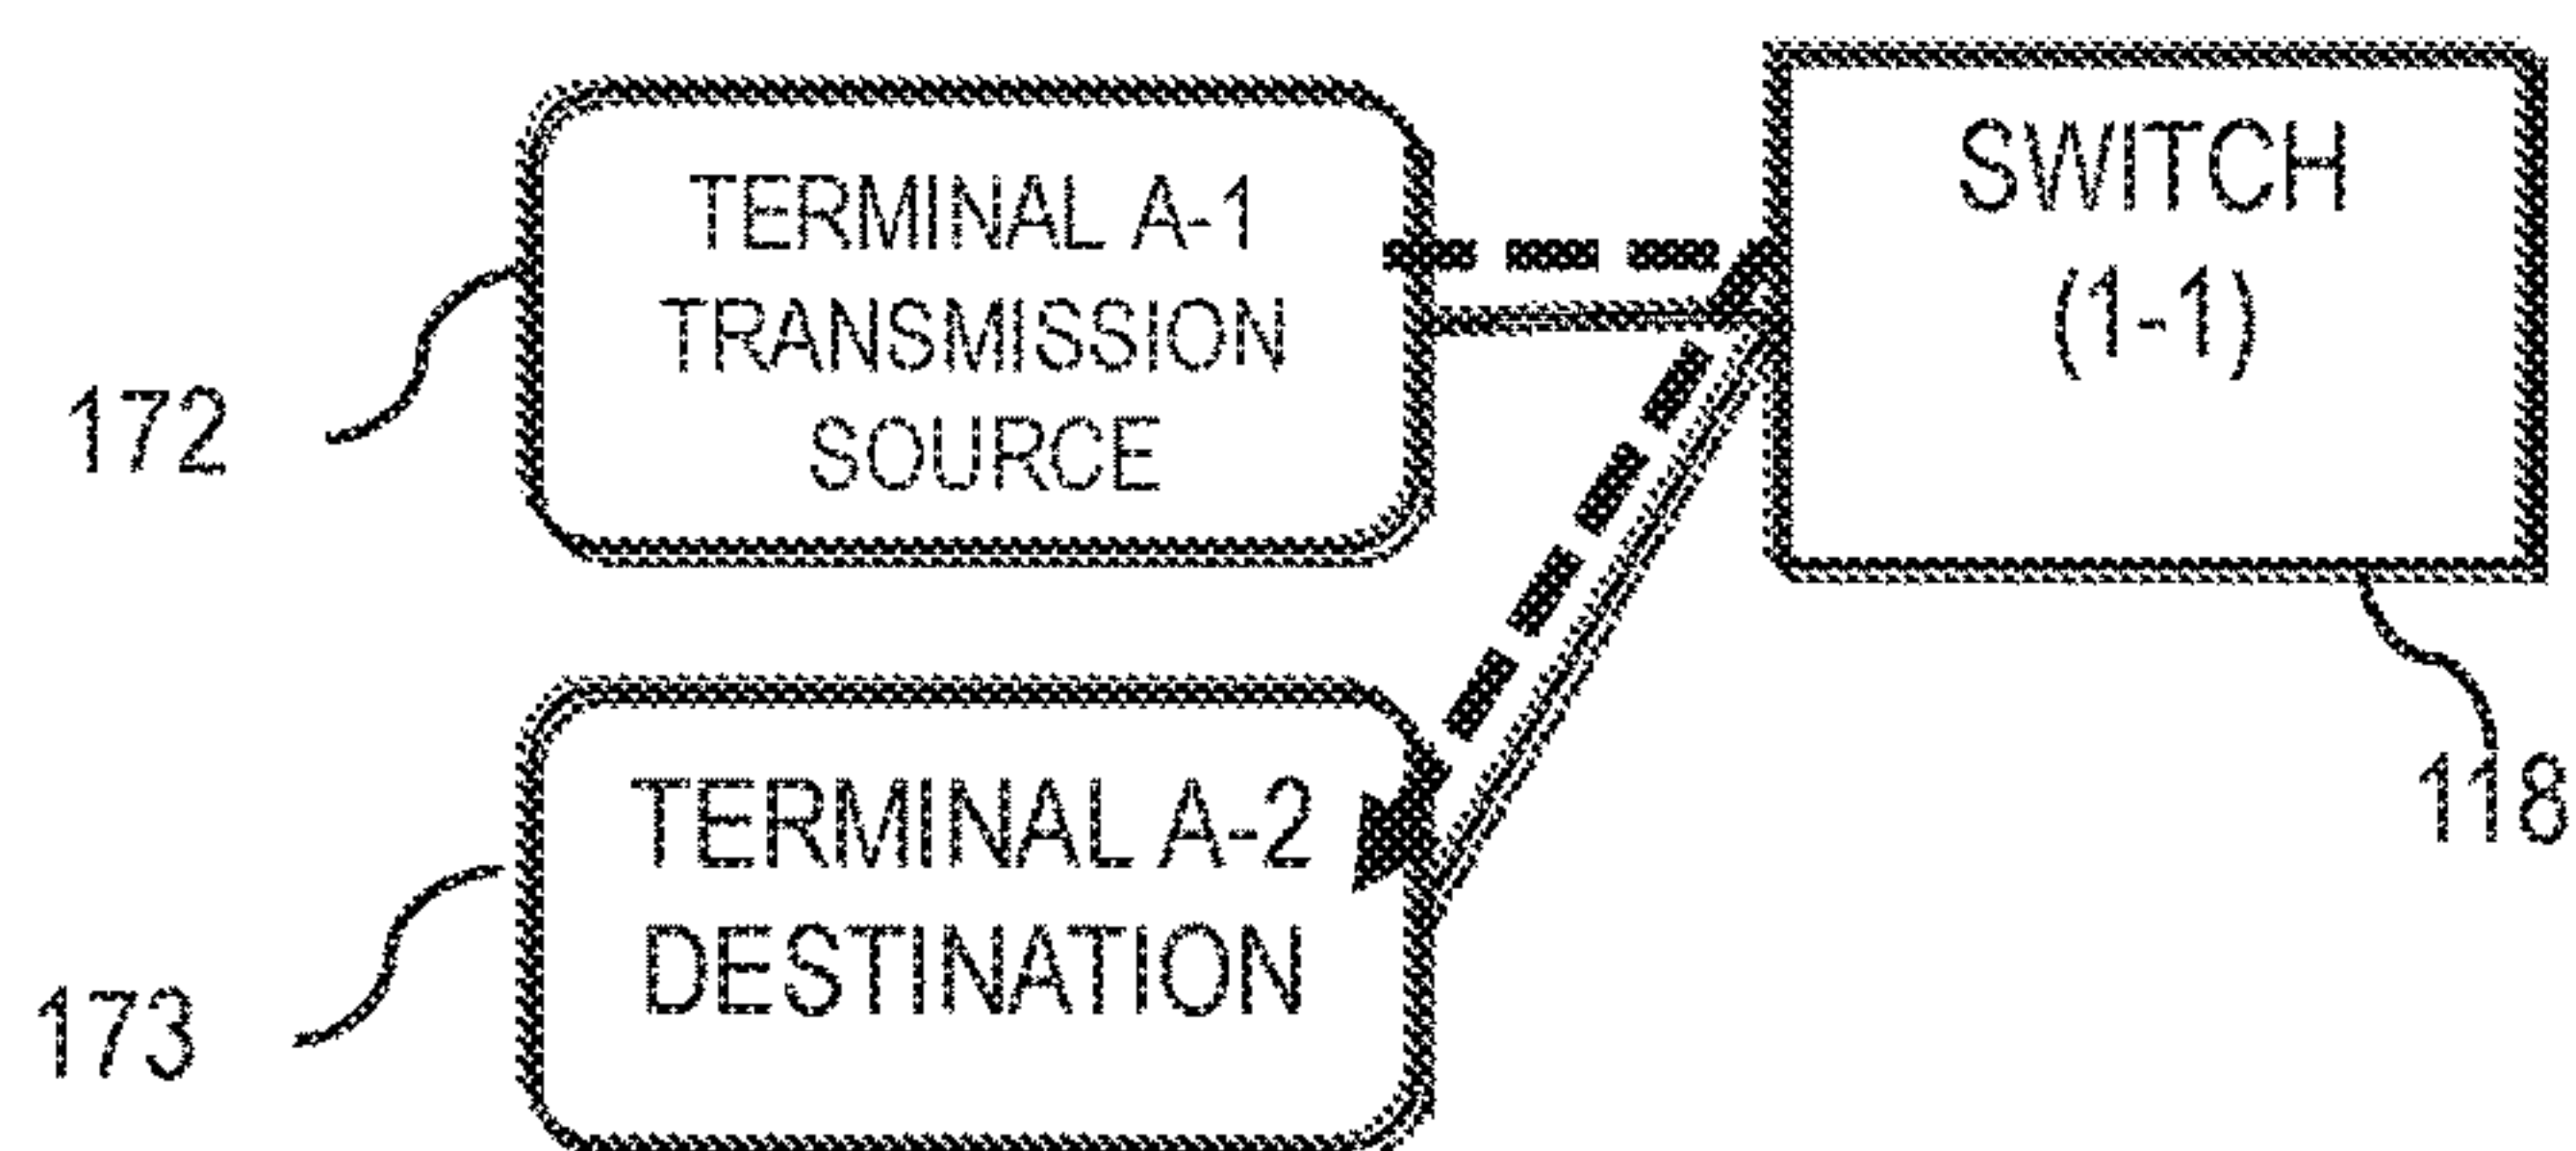 TERMINAL A-1
TRANSMISSION
SOURCE
SWITCH
(1-1)
172
118
TERMINAL A-2
DESTINATION
173